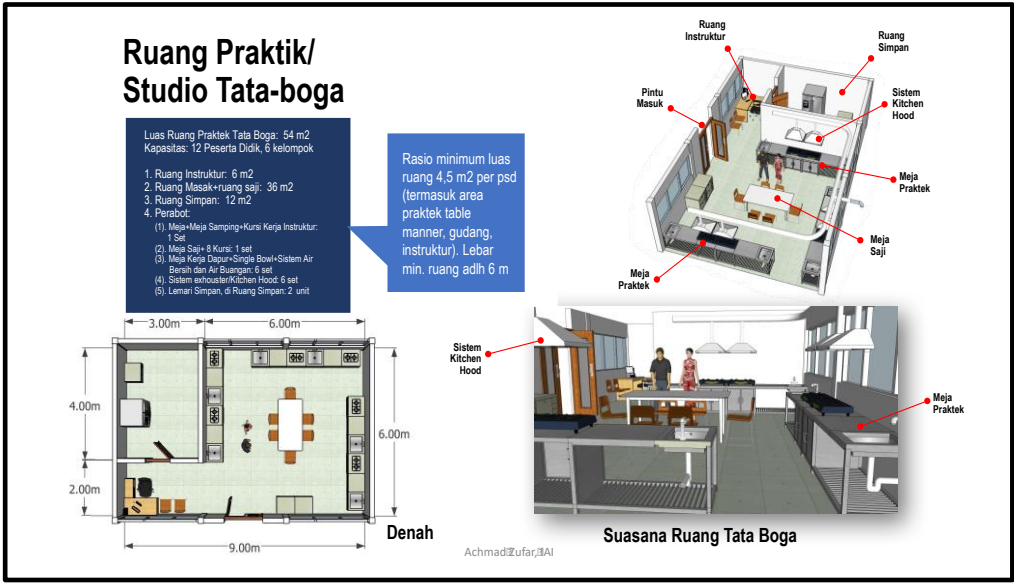 Ruang Praktik/
Studio Tata-boga
Luas Ruang Praktek Tata Boga: 54 m2
Kapasitas: 12 Peserta Didik, 6 kelompok
1. Ruang Instruktur: 6 m2
2. Ruang Masak+ruang saji: 36 m2
3. Ruang Simpan: 12 m2
4. Perabot:
(1). Meja+Meja Samping+Kursi Kerja Instruktur:
1 Set
(2). Meja Saji+ 8 Kursi: 1 set
(3). Meja Kerja Dapur+Single Bowl+Sistem Air
Bersih dan Air Buangan: 6 set
(4). Sistem exhouster/Kitchen Hood: 6 set
(5). Lemari Simpan, di Ruang Simpan: 2 unit
Rasio minimum luas
ruang 4,5 m2 per psd
(termasuk area
praktek table
manner, gudang,
instruktur). Lebar
min. ruang adlh 6 m
Ruang
Instruktur
Ruang
Simpan
Pintu
Masuk
Sistem
Kitchen
Hood
Meja
Praktek
Meja
Saji
Meja
Praktek
3.00m
6.00m
4.00m
6.00m
2.00m
9.00m
Denah
Sistem
Kitchen
Hood
Meja
Praktek
Suasana Ruang Tata Boga
Achmad Zufar, IAI